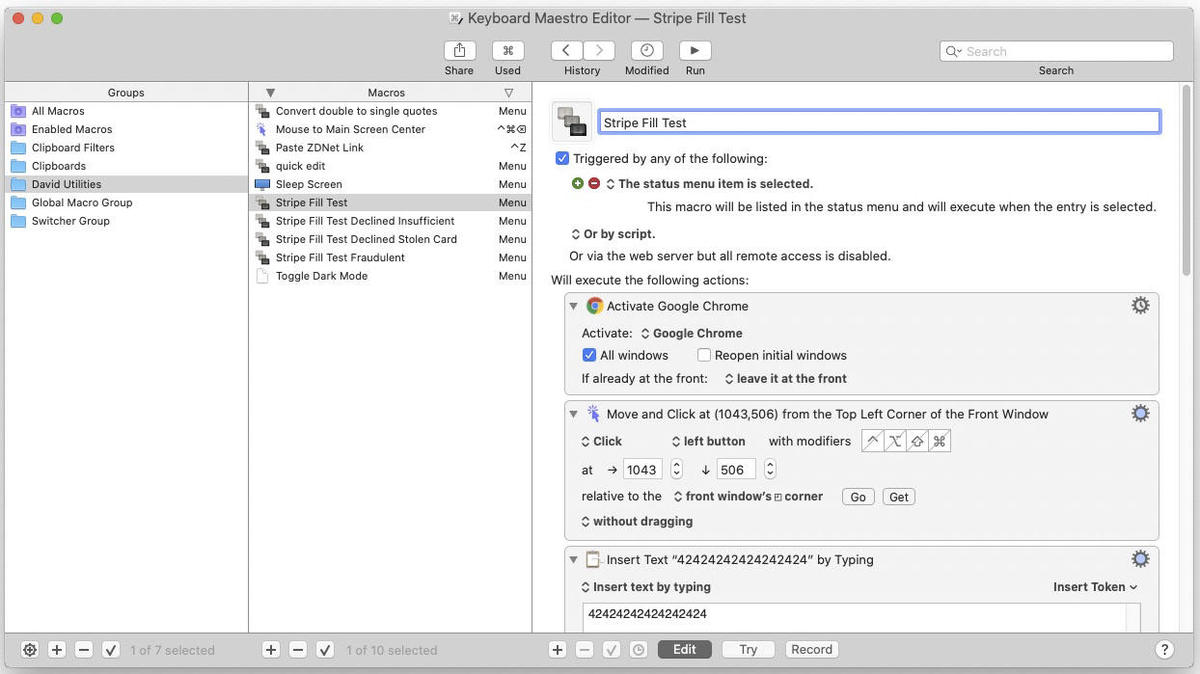 Keyboard Maestro Editor — Stripe Fill Test
Share
Used
History
Modified
Run
Search
Search
Groups
All Macros
Enabled Macros
Clipboard Filters
Clipboards
David Utilities
Global Macro Group
Switcher Group
Macros
Convert double to single quotes Menu
Mouse to Main Screen Center ^⌘⌫
Paste ZDNet Link ^Z
quick edit Menu
Sleep Screen Menu
Stripe Fill Test Menu
Stripe Fill Test Declined Insufficient Menu
Stripe Fill Test Declined Stolen Card Menu
Stripe Fill Test Fraudulent Menu
Toggle Dark Mode Menu
Stripe Fill Test
Triggered by any of the following:
The status menu item is selected.
This macro will be listed in the status menu and will execute when the entry is selected.
Or by script.
Or via the web server but all remote access is disabled.
Will execute the following actions:
Activate Google Chrome
Activate: Google Chrome
All windows Reopen initial windows
If already at the front: leave it at the front
Move and Click at (1043,506) from the Top Left Corner of the Front Window
Click left button with modifiers ^ ⌥ ⇧ ⌘
at → 1043 ↓ 506
relative to the front window's corner Go Get
without dragging
Insert Text “42424242424242424” by Typing
Insert text by typing Insert Token
42424242424242424
1 of 7 selected
1 of 10 selected
Edit Try Record ?